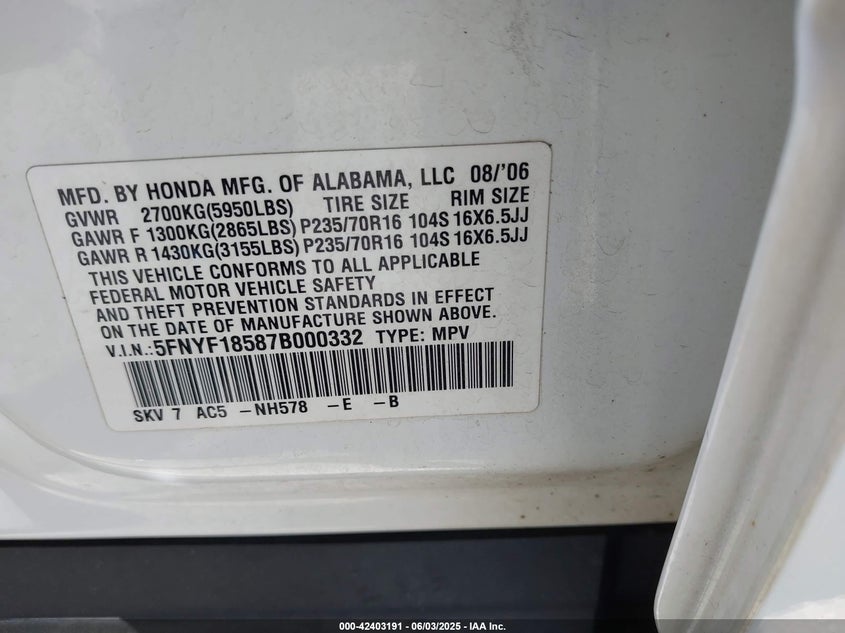 MFD. BY HONDA MFG. OF ALABAMA, LLC 08/'06
GVWR 2700KG(5950LBS) TIRE SIZE RIM SIZE
GAWR F 1300KG(2865LBS) P235/70R16 104S 16X6.5JJ
GAWR R 1430KG(3155LBS) P235/70R16 104S 16X6.5JJ
THIS VEHICLE CONFORMS TO ALL APPLICABLE
FEDERAL MOTOR VEHICLE SAFETY
AND THEFT PREVENTION STANDARDS IN EFFECT
ON THE DATE OF MANUFACTURE SHOWN ABOVE.
V.I.N.:5FNYF18587B000332 TYPE: MPV
SKV 7 AC5 -NH578 -E -B
000-42403191 - 06/03/2025 - IAA Inc.